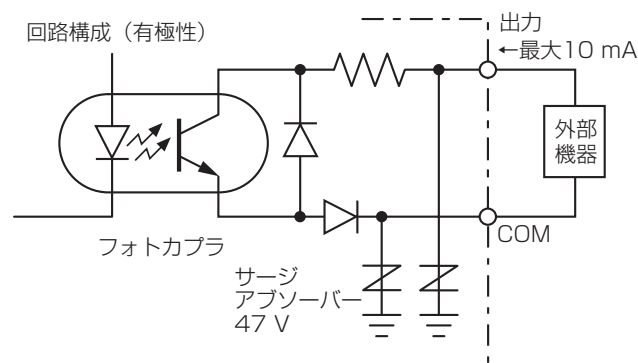 回路構成（有極性）
出力
←最大10 mA
外部
機器
COM
フォトカプラ
サージ
アブソーバー
47 V